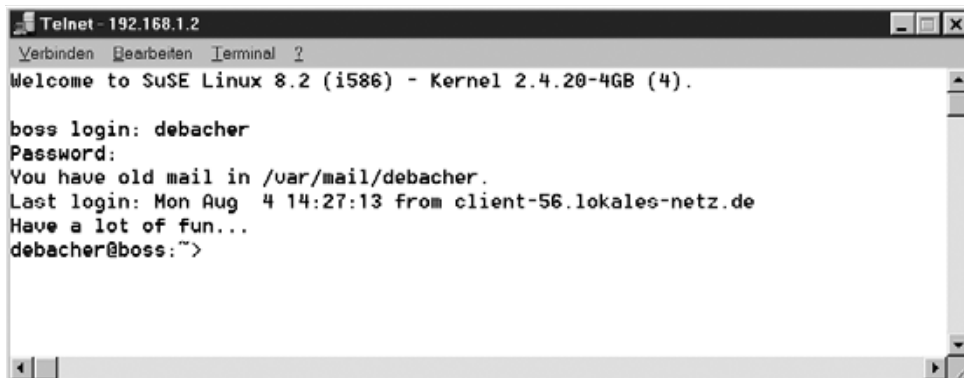 Telnet - 192.168.1.2
Verbinden Bearbeiten Terminal ?
Welcome to SuSE Linux 8.2 (i586) - Kernel 2.4.20-4GB (4).
boss login: debacher
Password:
You have old mail in /var/mail/debacher.
Last login: Mon Aug  4 14:27:13 from client-56.lokales-netz.de
Have a lot of fun...
debacher@boss:~>